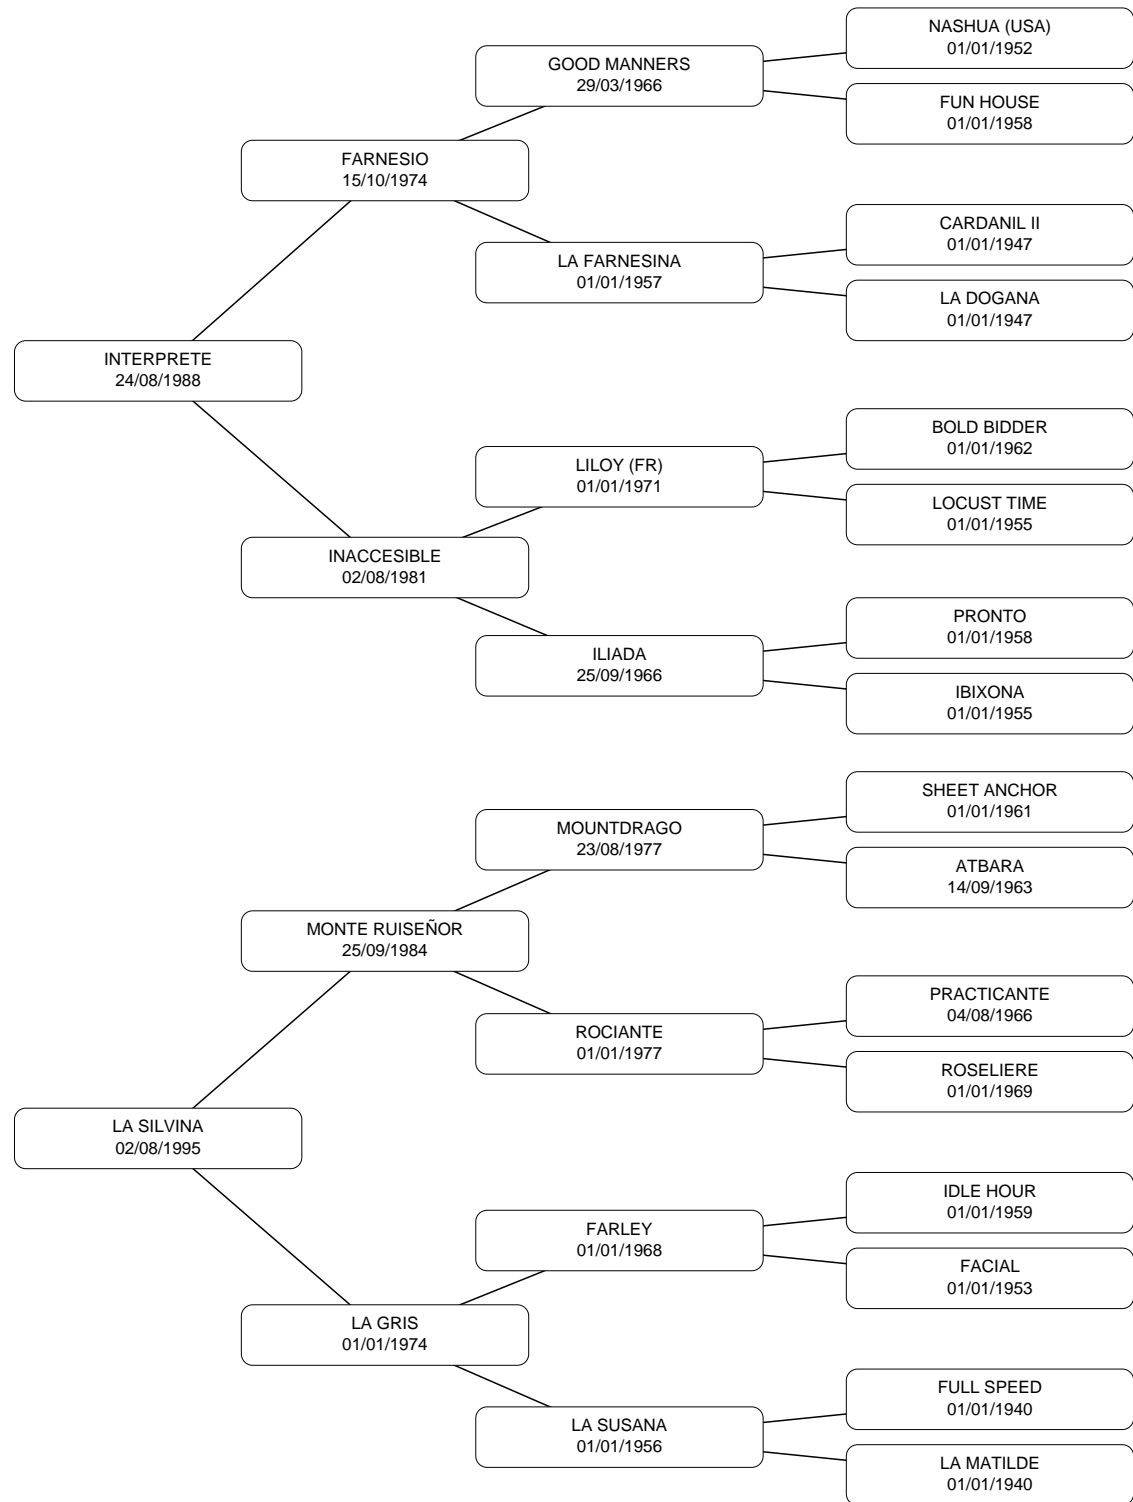 NASHUA (USA)
01/01/1952
GOOD MANNERS
29/03/1966
FUN HOUSE
01/01/1958
FARNESIO
15/10/1974
CARDANIL II
01/01/1947
LA FARNESINA
01/01/1957
LA DOGANA
01/01/1947
INTERPRETE
24/08/1988
BOLD BIDDER
01/01/1962
LILOY (FR)
01/01/1971
LOCUST TIME
01/01/1955
INACCESIBLE
02/08/1981
PRONTO
01/01/1958
ILIADA
25/09/1966
IBIXONA
01/01/1955
SHEET ANCHOR
01/01/1961
MOUNTDRAGO
23/08/1977
ATBARA
14/09/1963
MONTE RUISEÑOR
25/09/1984
PRACTICANTE
04/08/1966
ROCIANTE
01/01/1977
ROSELIERE
01/01/1969
LA SILVINA
02/08/1995
IDLE HOUR
01/01/1959
FARLEY
01/01/1968
FACIAL
01/01/1953
LA GRIS
01/01/1974
FULL SPEED
01/01/1940
LA SUSANA
01/01/1956
LA MATILDE
01/01/1940